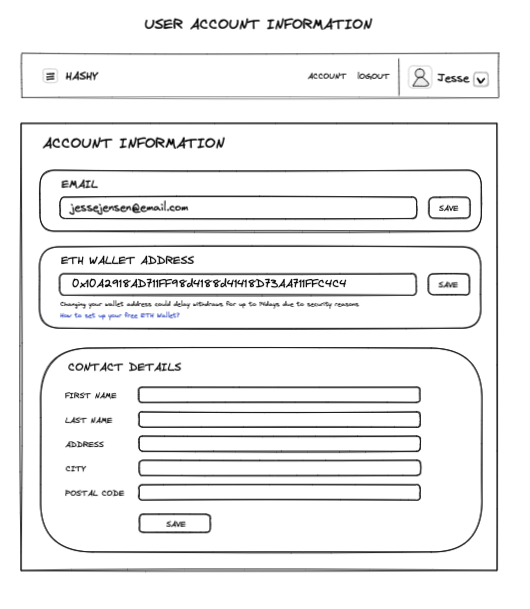 USER ACCOUNT INFORMATION
HASHY ACCOUNT LOGOUT Jesse
ACCOUNT INFORMATION
EMAIL
jessejensen@email.com SAVE
ETH WALLET ADDRESS
0x10A2918AD711FF98d4188d41418D73AA711FFC4C4 SAVE
Changing your wallet address could delay withdraws for up to 14days due to security reasons
How to set up your free ETH Wallet?
CONTACT DETAILS
FIRST NAME
LAST NAME
ADDRESS
CITY
POSTAL CODE
SAVE